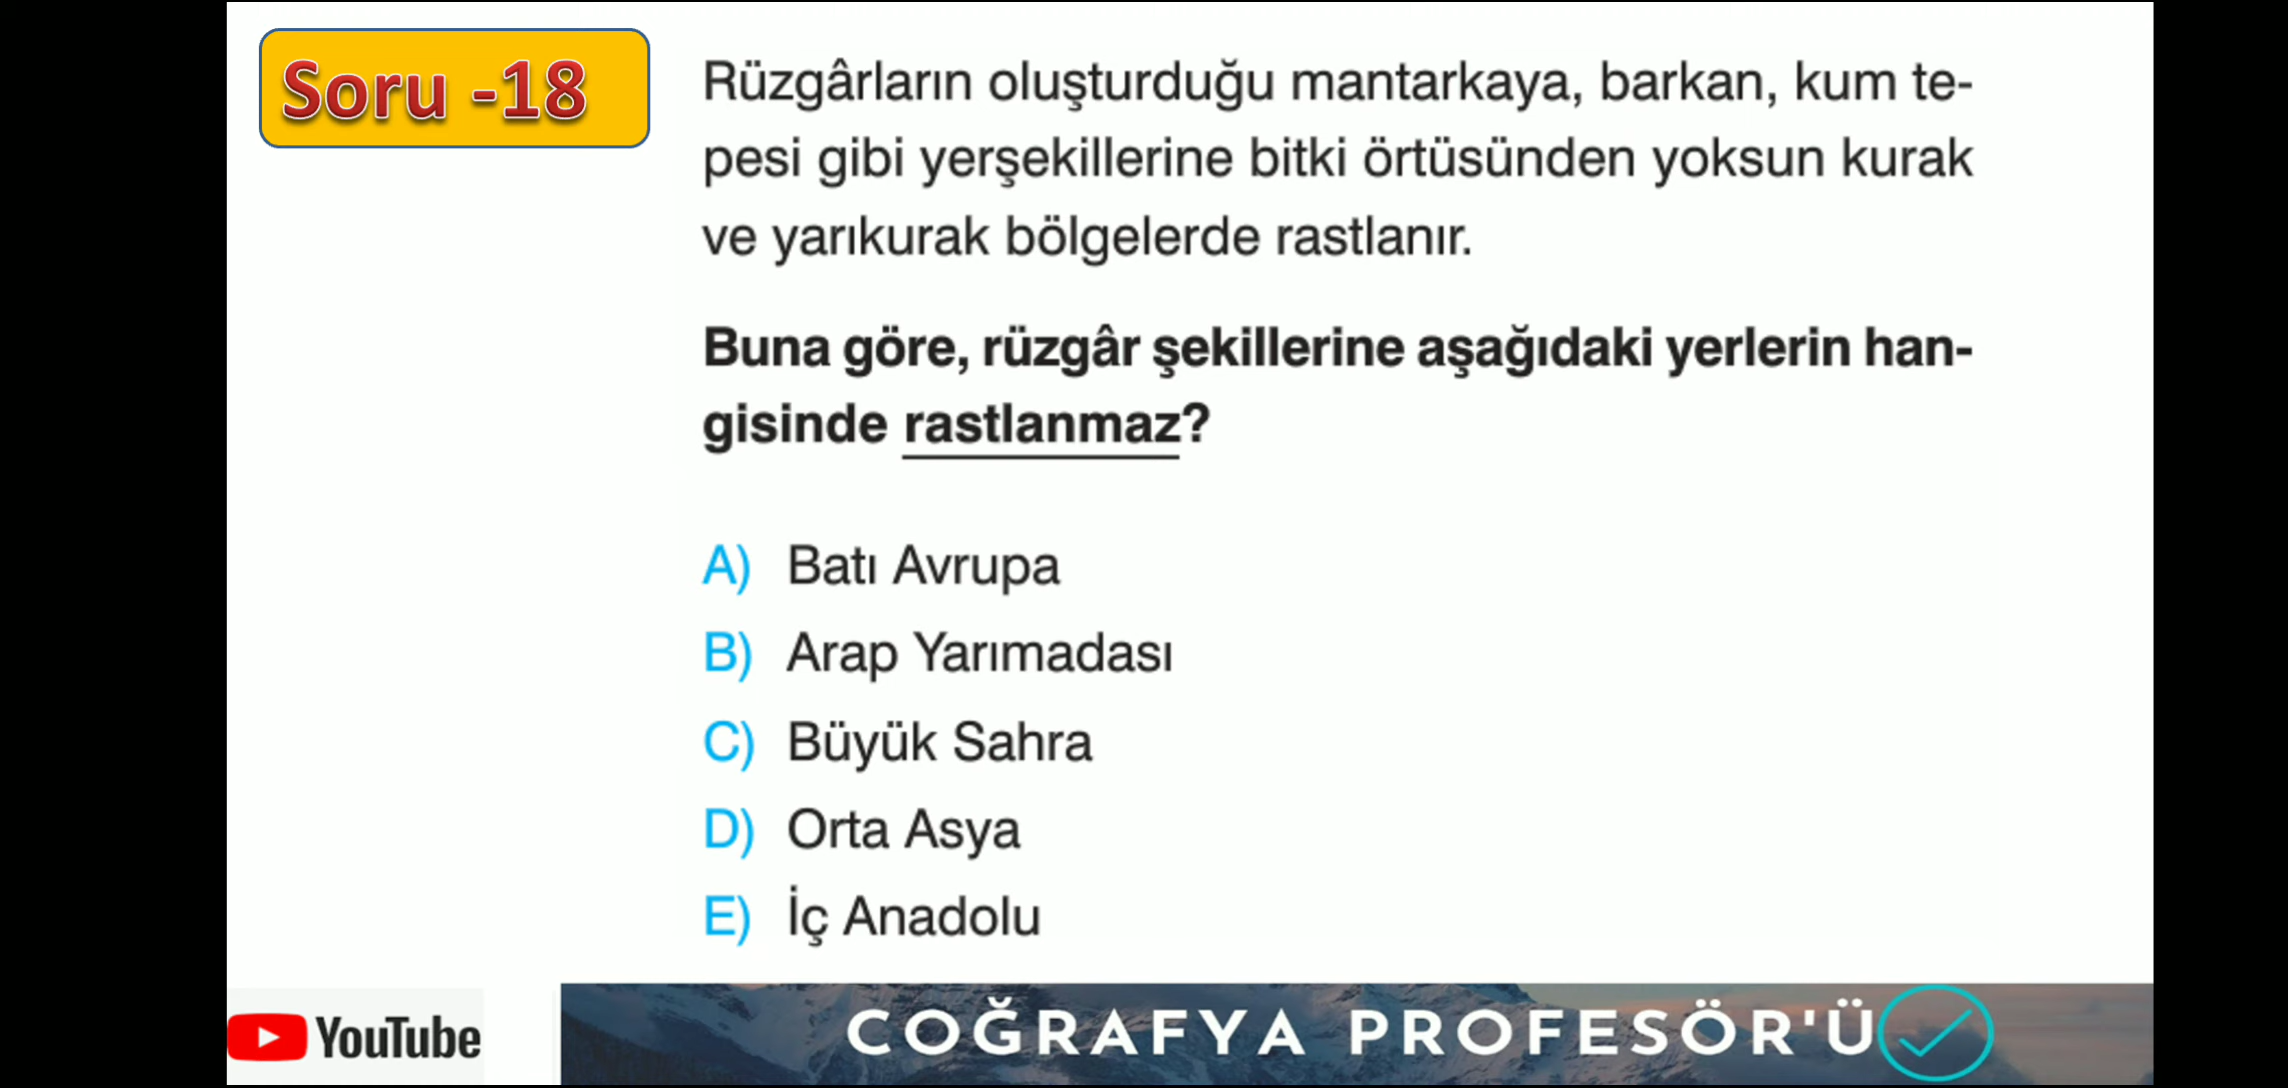 Soru -18
Rüzgârların oluşturduğu mantarkaya, barkan, kum te-
pesi gibi yerşekillerine bitki örtüsünden yoksun kurak
ve yarıkurak bölgelerde rastlanır.
Buna göre, rüzgâr şekillerine aşağıdaki yerlerin han-
gisinde rastlanmaz?
A) Batı Avrupa
B) Arap Yarımadası
C) Büyük Sahra
D) Orta Asya
E) İç Anadolu
YouTube
COĞRAFYA PROFESÖR'Ü